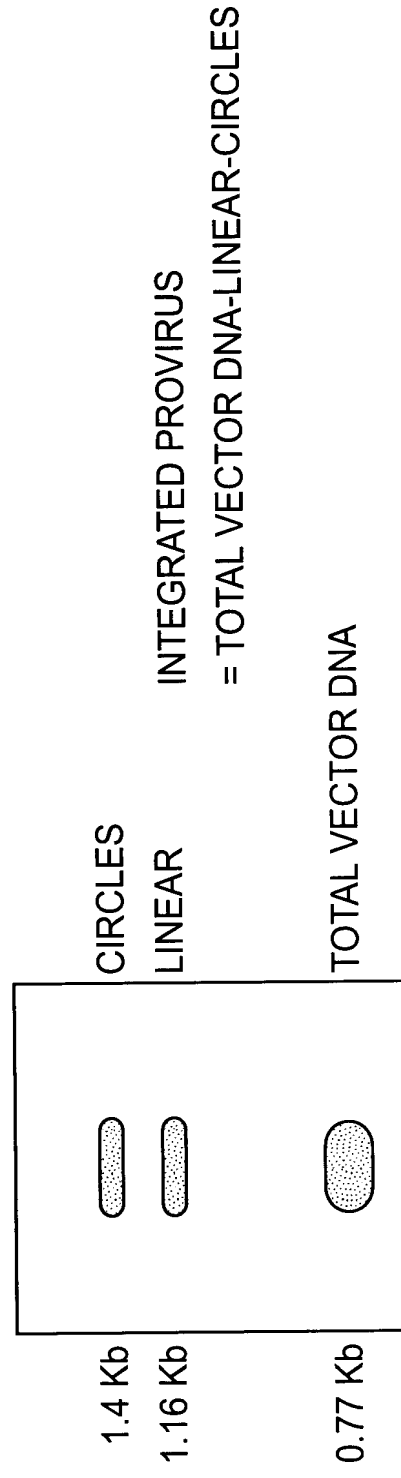 1.4 Kb
CIRCLES
1.16 Kb
LINEAR
INTEGRATED PROVIRUS
= TOTAL VECTOR DNA-LINEAR-CIRCLES
0.77 Kb
TOTAL VECTOR DNA